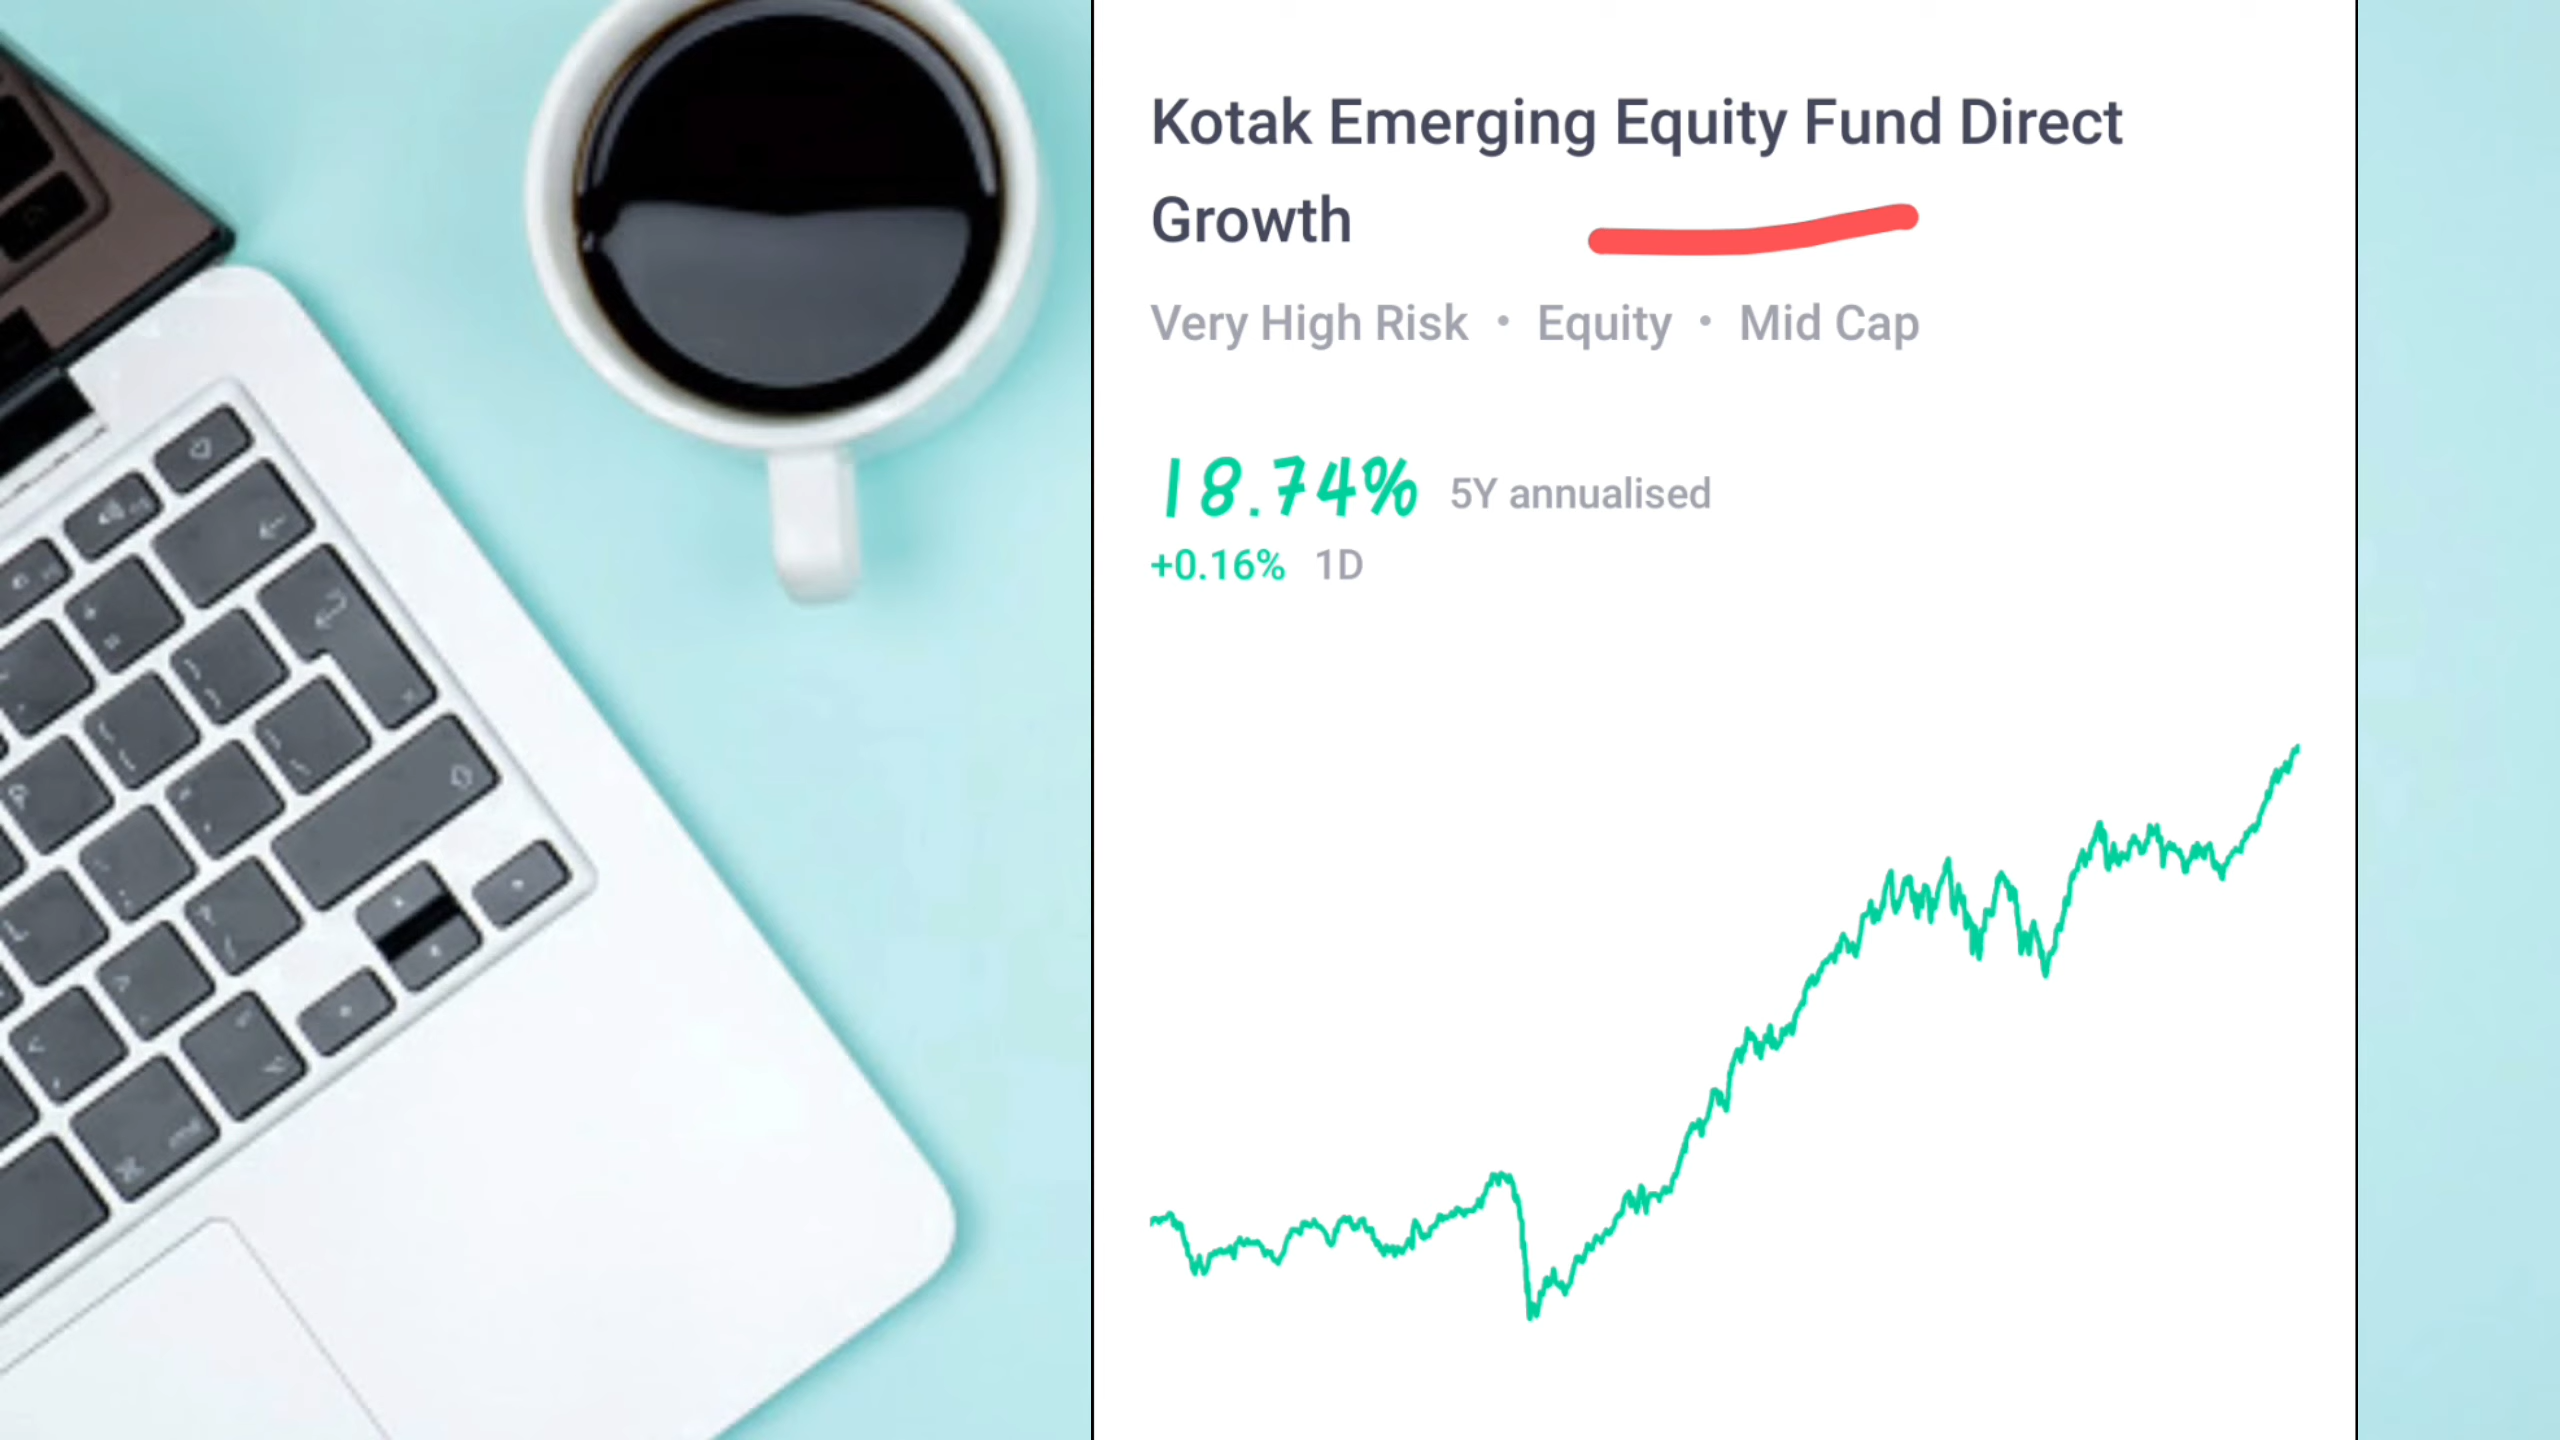 Kotak Emerging Equity Fund Direct
Growth
Very High Risk • Equity • Mid Cap
18.74% 5Y annualised
+0.16% 1D